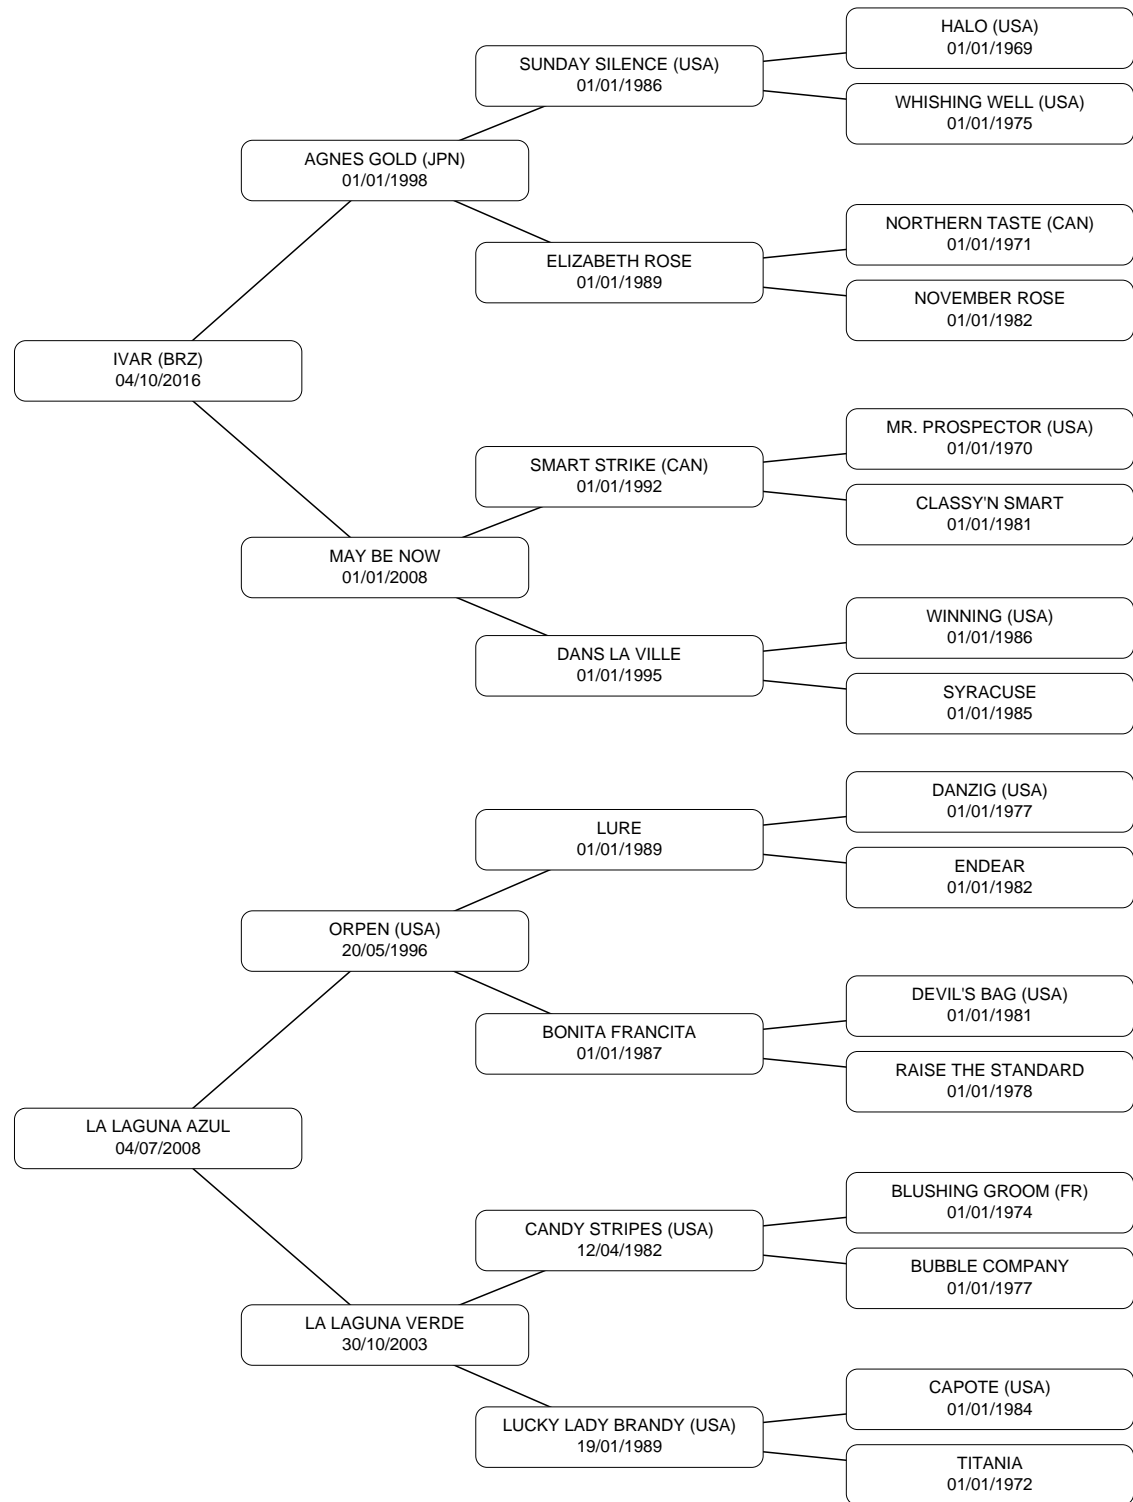 HALO (USA)
01/01/1969
SUNDAY SILENCE (USA)
01/01/1986
WHISHING WELL (USA)
01/01/1975
AGNES GOLD (JPN)
01/01/1998
NORTHERN TASTE (CAN)
01/01/1971
ELIZABETH ROSE
01/01/1989
NOVEMBER ROSE
01/01/1982
IVAR (BRZ)
04/10/2016
MR. PROSPECTOR (USA)
01/01/1970
SMART STRIKE (CAN)
01/01/1992
CLASSY'N SMART
01/01/1981
MAY BE NOW
01/01/2008
WINNING (USA)
01/01/1986
DANS LA VILLE
01/01/1995
SYRACUSE
01/01/1985
DANZIG (USA)
01/01/1977
LURE
01/01/1989
ENDEAR
01/01/1982
ORPEN (USA)
20/05/1996
DEVIL'S BAG (USA)
01/01/1981
BONITA FRANCITA
01/01/1987
RAISE THE STANDARD
01/01/1978
LA LAGUNA AZUL
04/07/2008
BLUSHING GROOM (FR)
01/01/1974
CANDY STRIPES (USA)
12/04/1982
BUBBLE COMPANY
01/01/1977
LA LAGUNA VERDE
30/10/2003
CAPOTE (USA)
01/01/1984
LUCKY LADY BRANDY (USA)
19/01/1989
TITANIA
01/01/1972